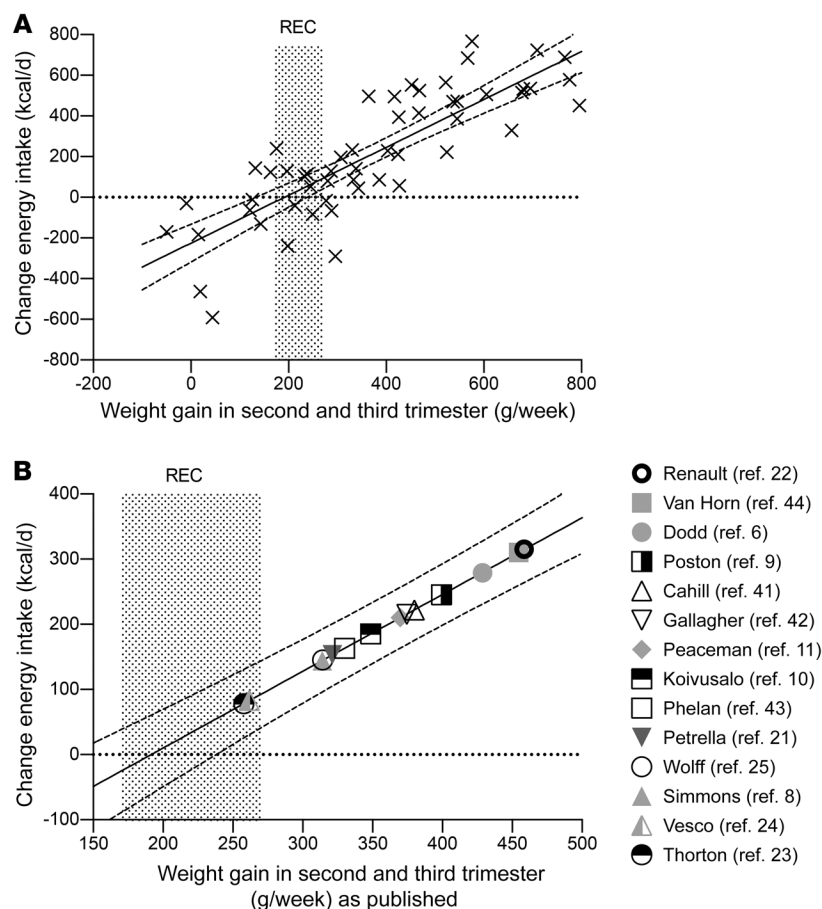 A
REC
Change energy intake (kcal/d)
800
600
400
200
0
-200
-400
-600
-800
-200 0 200 400 600 800
Weight gain in second and third trimester (g/week)
B
REC
Change energy intake (kcal/d)
400
300
200
100
0
-100
150 200 250 300 350 400 450 500
Weight gain in second and third trimester
(g/week) as published
Renault (ref. 22)
Van Horn (ref. 44)
Dodd (ref. 6)
Poston (ref. 9)
Cahill (ref. 41)
Gallagher (ref. 42)
Peaceman (ref. 11)
Koivusalo (ref. 10)
Phelan (ref. 43)
Petrella (ref. 21)
Wolff (ref. 25)
Simmons (ref. 8)
Vesco (ref. 24)
Thorton (ref. 23)